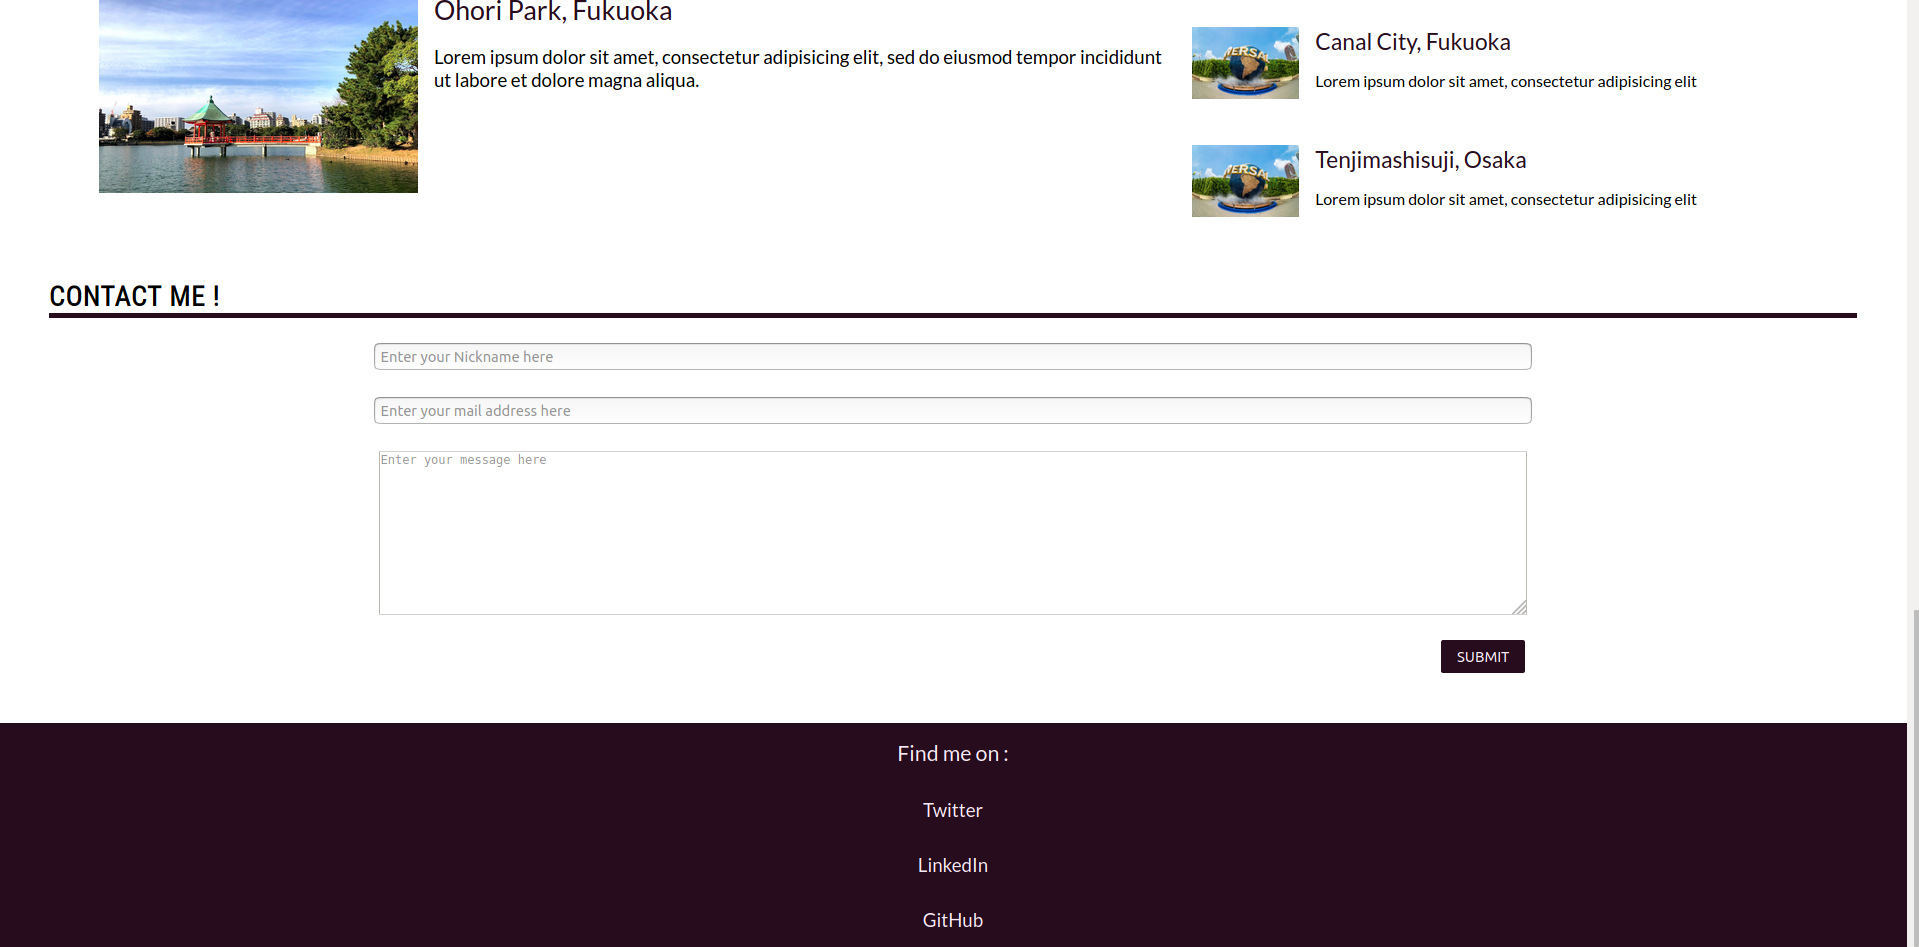 Ohori Park, Fukuoka
Lorem ipsum dolor sit amet, consectetur adipisicing elit, sed do eiusmod tempor incididunt
ut labore et dolore magna aliqua.
VERSA
Canal City, Fukuoka
Lorem ipsum dolor sit amet, consectetur adipisicing elit
VERSA
Tenjimashisuji, Osaka
Lorem ipsum dolor sit amet, consectetur adipisicing elit
CONTACT ME !
Enter your Nickname here
Enter your mail address here
Enter your message here
SUBMIT
Find me on :
Twitter
LinkedIn
GitHub